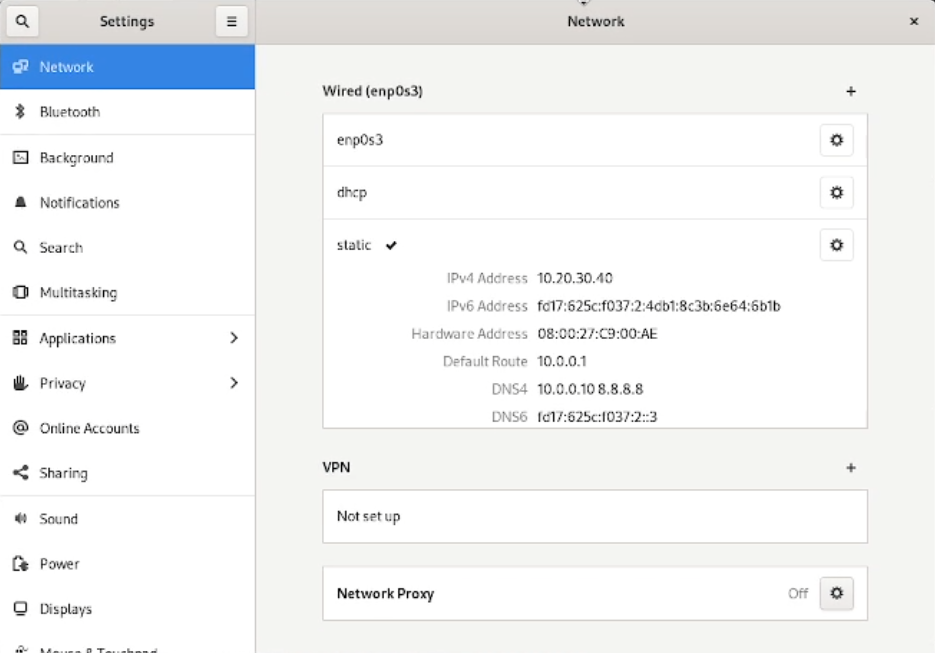 Settings
Network
Network
Bluetooth
Background
Notifications
Search
Multitasking
Applications
Privacy
Online Accounts
Sharing
Sound
Power
Displays
Wired (enp0s3)
enp0s3
dhcp
static
IPv4 Address 10.20.30.40
IPv6 Address fd17:625c:f037:2:4db1:8c3b:6e64:6b1b
Hardware Address 08:00:27:C9:00:AE
Default Route 10.0.0.1
DNS4 10.0.0.10 8.8.8.8
DNS6 fd17:625c:f037:2::3
VPN
Not set up
Network Proxy Off